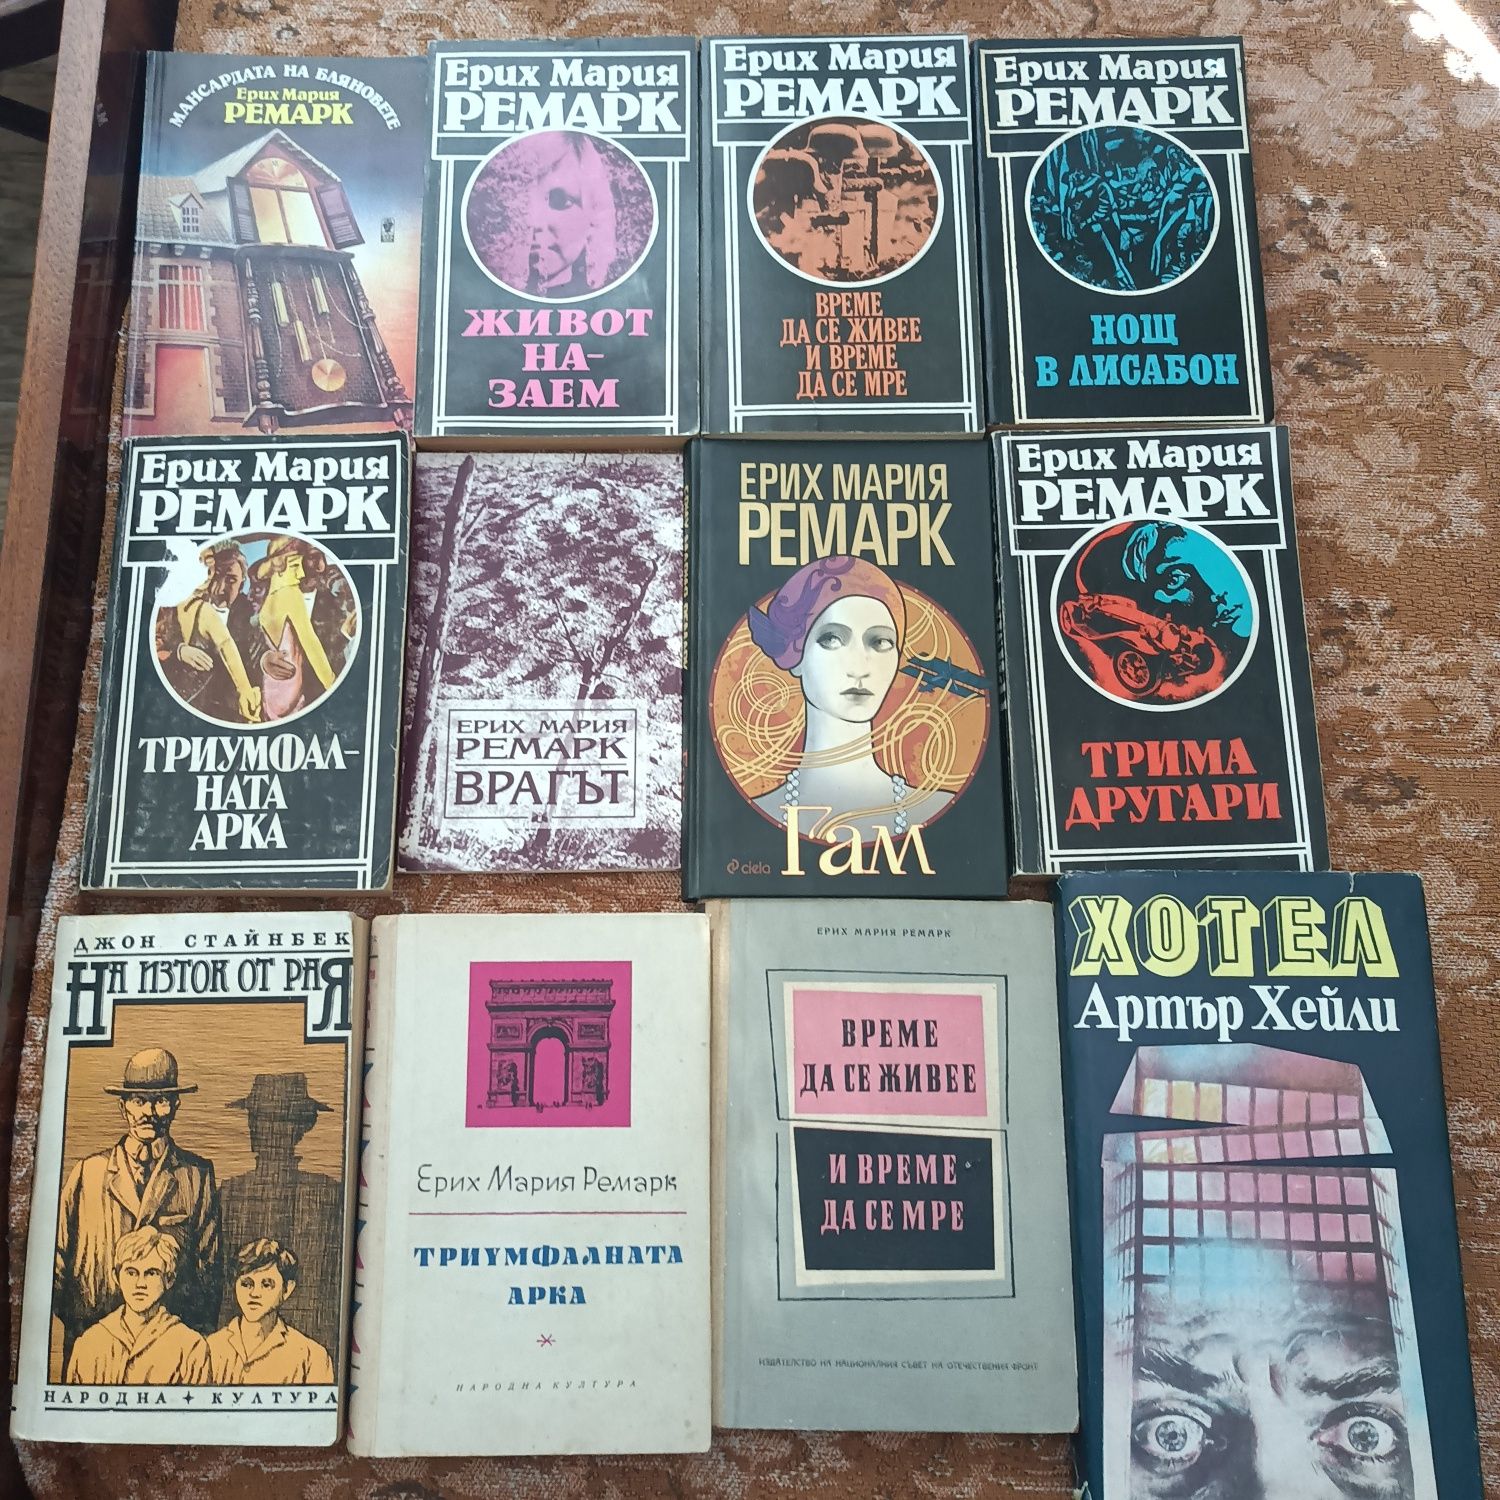 МАНСАРДАТА НА БЛЯНОВЕТЕ
Ерих Мария
РЕМАРК
Ерих Мария
РЕМАРК
ЖИВОТ
НА-
ЗАЕМ
Ерих Мария
РЕМАРК
ВРЕМЕ
ДА СЕ ЖИВЕЕ
И ВРЕМЕ
ДА СЕ МРЕ
Ерих Мария
РЕМАРК
НОЩ
В ЛИСАБОН
Ерих Мария
РЕМАРК
ТРИУМФАЛ-
НАТА
АРКА
ЕРИХ МАРИЯ
РЕМАРК
ВРАГЪТ
ЕРИХ МАРИЯ
РЕМАРК
Гам
ciela
Ерих Мария
РЕМАРК
ТРИМА
ДРУГАРИ
ДЖОН СТАЙНБЕК
НА ИЗТОК ОТ РАЯ
НАРОДНА КУЛТУРА
Ерих Мария Ремарк
ТРИУМФАЛНАТА
АРКА
НАРОДНА КУЛТУРА
ЕРИХ МАРИЯ РЕМАРК
ВРЕМЕ
ДА СЕ ЖИВЕЕ
И ВРЕМЕ
ДА СЕ МРЕ
ИЗДАТЕЛСТВО НА НАЦИОНАЛНИЯ СЪВЕТ НА ОТЕЧЕСТВЕНИЯ ФРОНТ
ХОТЕЛ
Артър Хейли